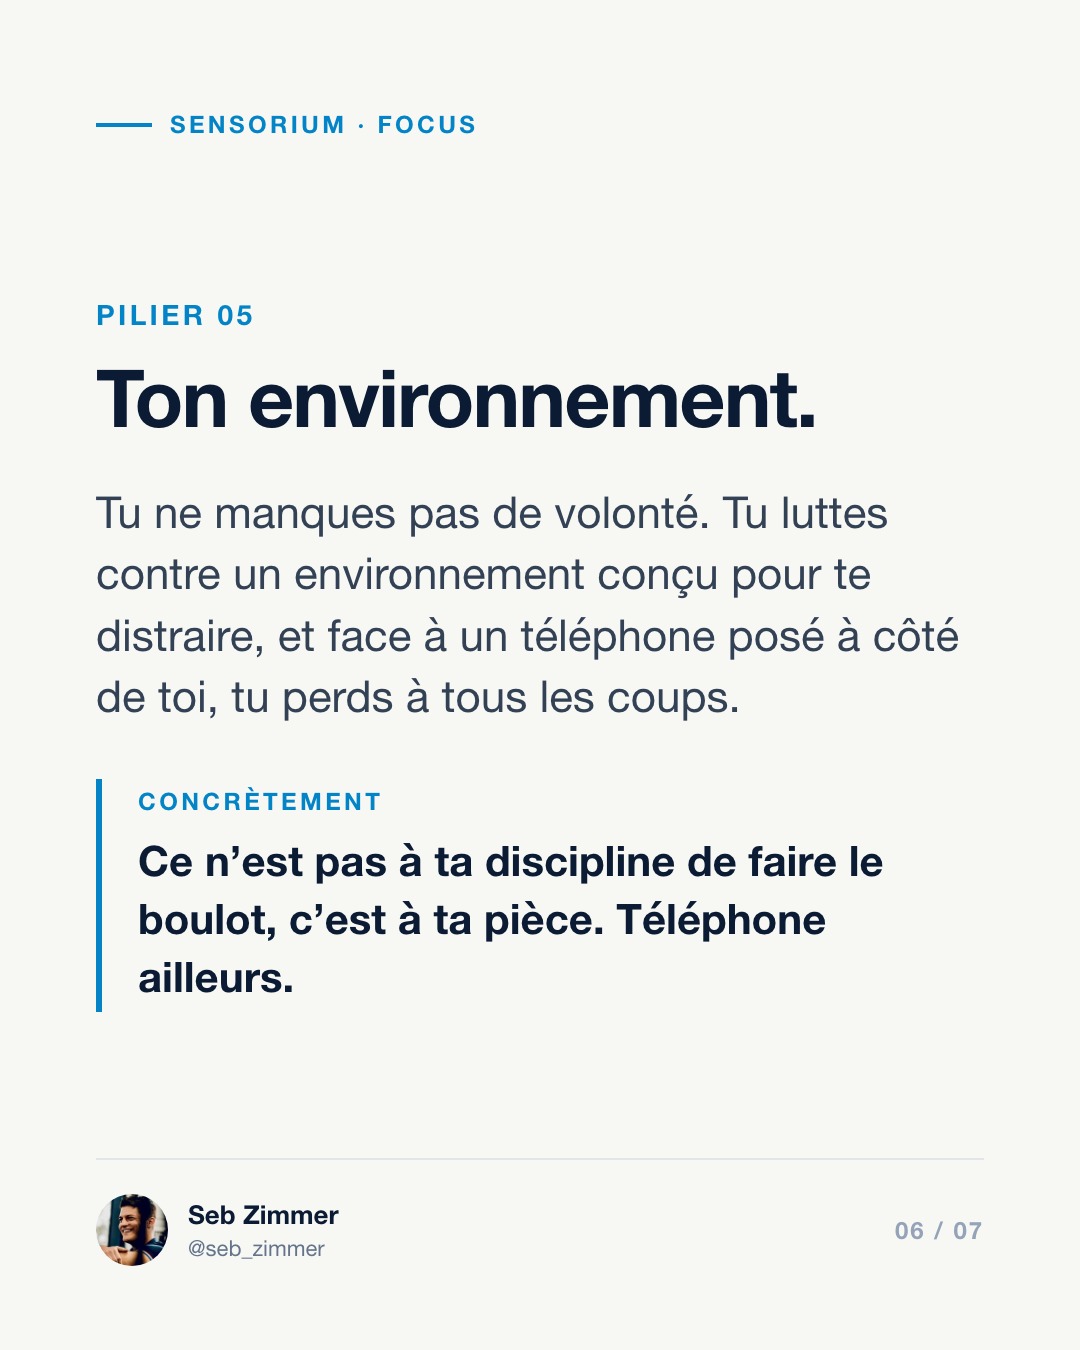 SENSORIUM · FOCUS
PILIER 05
Ton environnement.
Tu ne manques pas de volonté. Tu luttes
contre un environnement conçu pour te
distraire, et face à un téléphone posé à côté
de toi, tu perds à tous les coups.
CONCRÈTEMENT
Ce n’est pas à ta discipline de faire le
boulot, c’est à ta pièce. Téléphone
ailleurs.
Seb Zimmer
@seb_zimmer
06 / 07